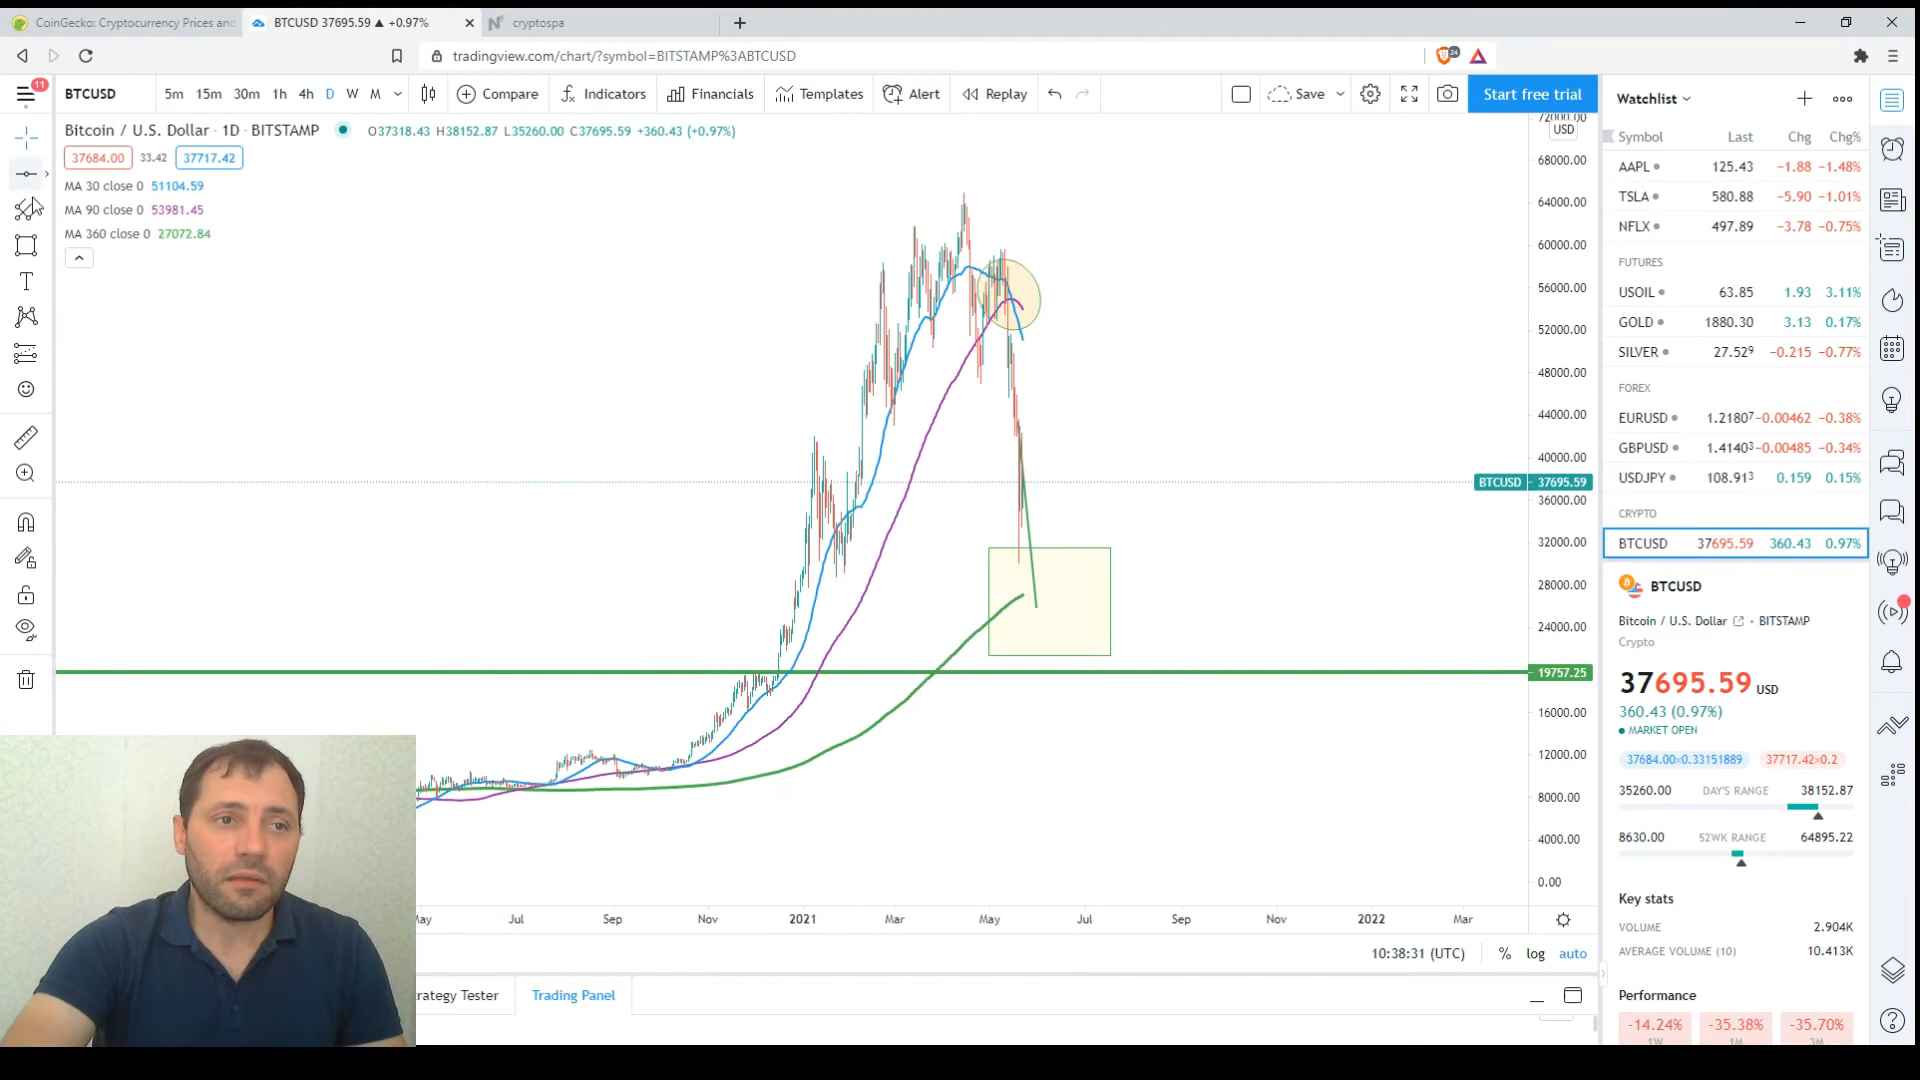 CoinGecko: Cryptocurrency Prices and
BTCUSD 37695.59 ▲ +0.97%
cryptospa
tradingview.com/chart/?symbol=BITSTAMP%3ABTCUSD
24
11
BTCUSD
5m 15m 30m 1h 4h D W M
Compare
Indicators
Financials
Templates
Alert
Replay
Save
Start free trial
Bitcoin / U.S. Dollar · 1D · BITSTAMP
O37318.43 H38152.87 L35260.00 C37695.59 +360.43 (+0.97%)
37684.00 33.42 37717.42
MA 30 close 0 51104.59
MA 90 close 0 53981.45
MA 360 close 0 27072.84
72000.00
USD
68000.00
64000.00
60000.00
56000.00
52000.00
48000.00
44000.00
40000.00
BTCUSD 37695.59
36000.00
32000.00
28000.00
24000.00
19757.25
16000.00
12000.00
8000.00
4000.00
0.00
May Jul Sep Nov 2021 Mar May Jul Sep Nov 2022 Mar
10:38:31 (UTC) % log auto
rategy Tester
Trading Panel
Watchlist
Symbol Last Chg Chg%
AAPL 125.43 −1.88 −1.48%
TSLA 580.88 −5.90 −1.01%
NFLX 497.89 −3.78 −0.75%
FUTURES
USOIL 63.85 1.93 3.11%
GOLD 1880.30 3.13 0.17%
SILVER 27.529 −0.215 −0.77%
FOREX
EURUSD 1.21807 −0.00462 −0.38%
GBPUSD 1.41403 −0.00485 −0.34%
USDJPY 108.913 0.159 0.15%
CRYPTO
BTCUSD 37695.59 360.43 0.97%
BTCUSD
Bitcoin / U.S. Dollar • BITSTAMP
Crypto
37695.59 USD
360.43 (0.97%)
MARKET OPEN
37684.00×0.33151889 37717.42×0.2
35260.00 DAY'S RANGE 38152.87
8630.00 52WK RANGE 64895.22
Key stats
VOLUME 2.904K
AVERAGE VOLUME (10) 10.413K
Performance
-14.24% -35.38% -35.70%
1W 1M 3M